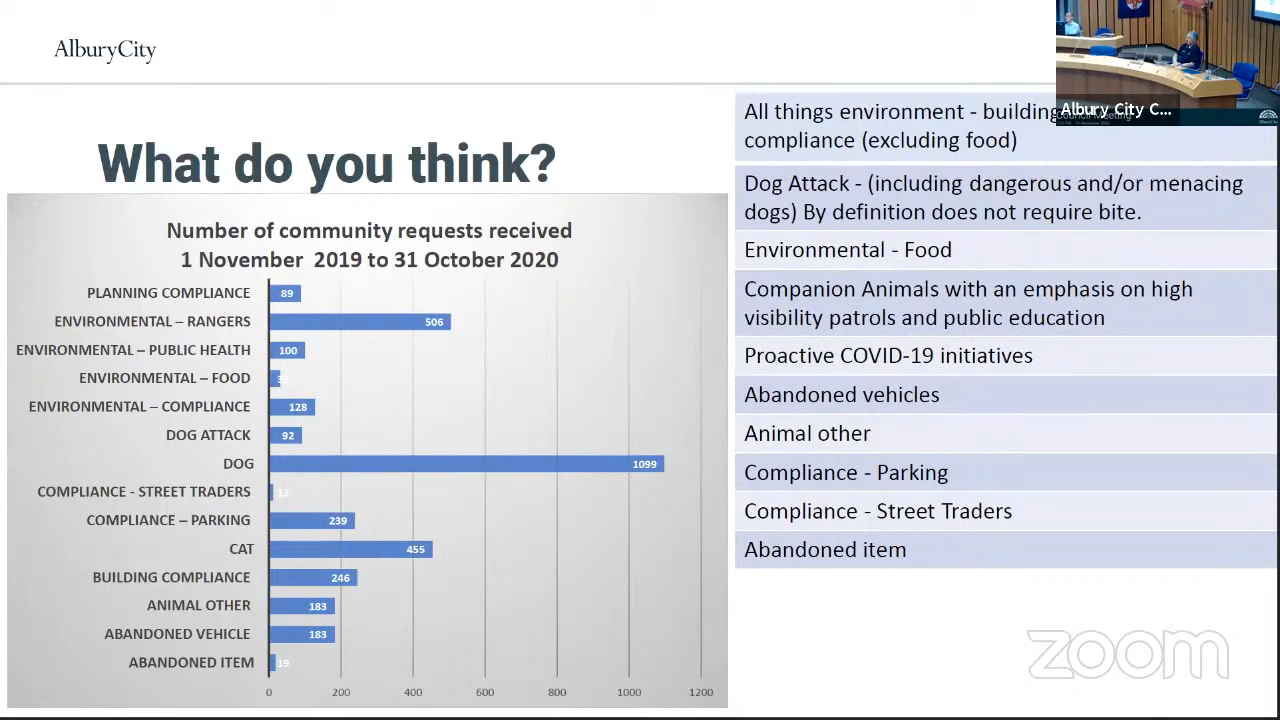 AlburyCity
What do you think?
Number of community requests received
1 November 2019 to 31 October 2020
PLANNING COMPLIANCE 89
ENVIRONMENTAL – RANGERS 506
ENVIRONMENTAL – PUBLIC HEALTH 100
ENVIRONMENTAL – FOOD
ENVIRONMENTAL – COMPLIANCE 128
DOG ATTACK 92
DOG 1099
COMPLIANCE - STREET TRADERS
COMPLIANCE – PARKING 239
CAT 455
BUILDING COMPLIANCE 246
ANIMAL OTHER 183
ABANDONED VEHICLE 183
ABANDONED ITEM 19
0 200 400 600 800 1000 1200
All things environment - building
compliance (excluding food)
Dog Attack - (including dangerous and/or menacing
dogs) By definition does not require bite.
Environmental - Food
Companion Animals with an emphasis on high
visibility patrols and public education
Proactive COVID-19 initiatives
Abandoned vehicles
Animal other
Compliance - Parking
Compliance - Street Traders
Abandoned item
Albury City C...
Council Meeting
zoom